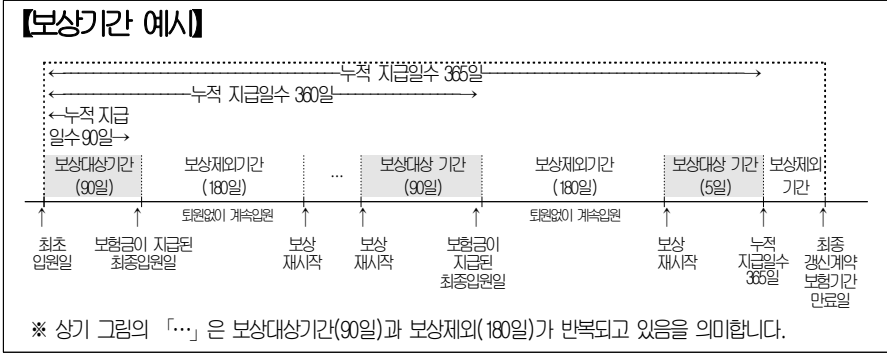 【보상기간 예시】
←누적 지급일수 365일→
←누적 지급일수 360일→
←누적 지급
일수 90일→
보상대상기간
(90일)
보상제외기간
(180일)
...
보상대상 기간
(90일)
보상제외기간
(180일)
보상대상 기간
(5일)
보상제외
기간
퇴원없이 계속입원
퇴원없이 계속입원
↑
최초
입원일
↑
보험금이 지급된
최종입원일
↑
보상
재시작
↑
보상
재시작
↑
보험금이
지급된
최종입원일
↑
보상
재시작
↑
누적
지급일수
365일
↑
최종
갱신계약
보험기간
만료일
※ 상기 그림의 「…」은 보상대상기간(90일)과 보상제외(180일)가 반복되고 있음을 의미합니다.